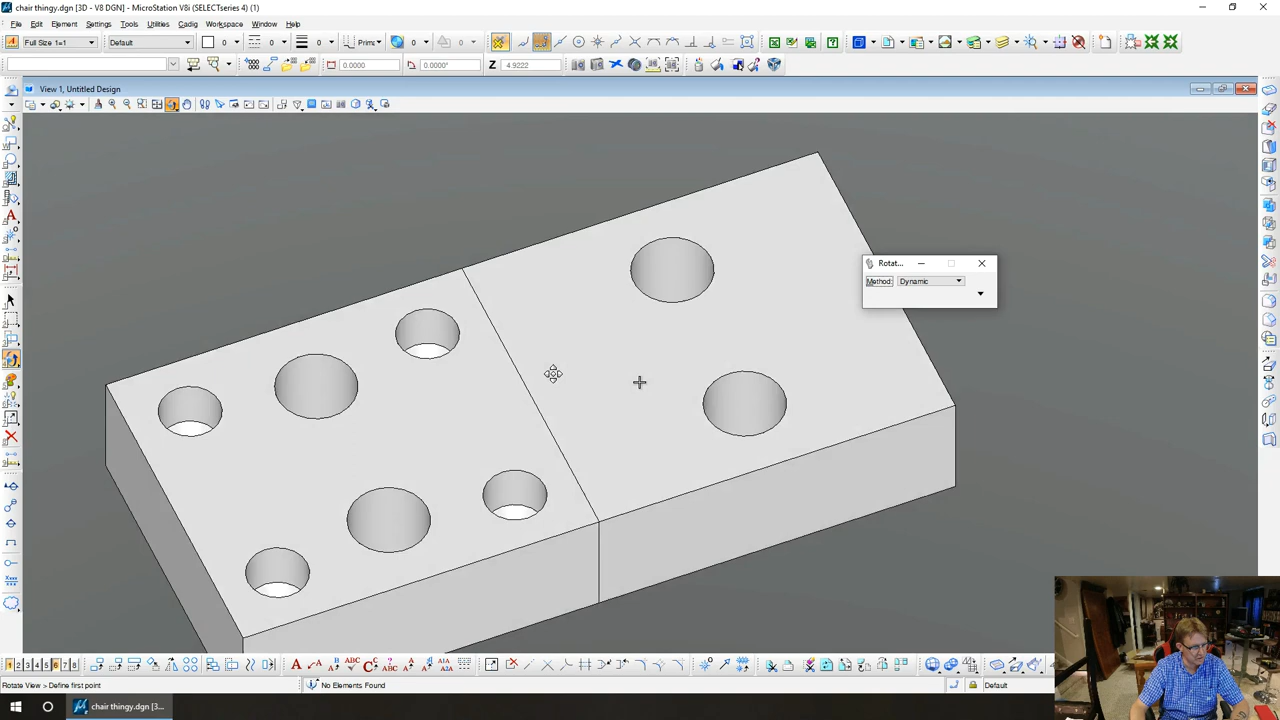 chair thingy.dgn [3D - V8 DGN] - MicroStation V8i (SELECTseries 4) (1)
File Edit Element Settings Tools Utilities Cadig Workspace Window Help
Full Size 1=1 Default 0 0 0 Prima 0 0
0.0000 0.0000° Z 4.9222
View 1, Untitled Design
Rotat...
Method: Dynamic
1 2 3 4 5 6 7 8
Rotate View > Define first point No Elements Found Default
chair thingy.dgn [3...